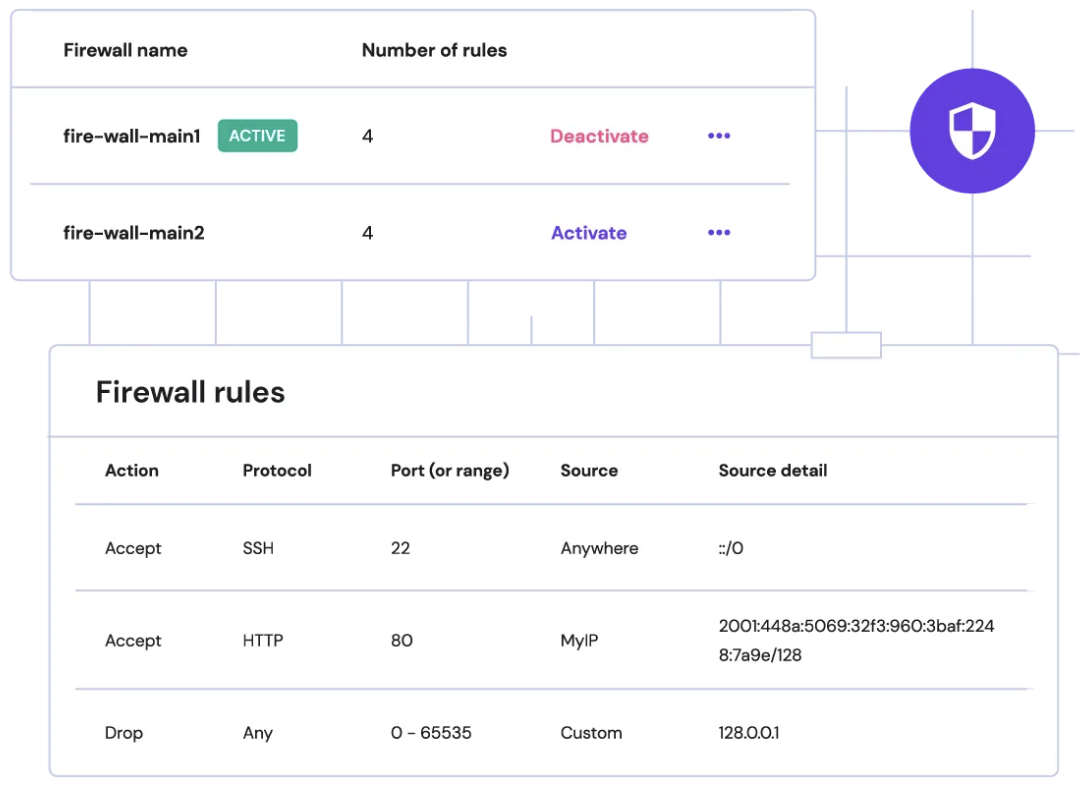 Firewall name Number of rules
fire-wall-main1 ACTIVE 4 Deactivate •••
fire-wall-main2 4 Activate •••
Firewall rules
Action Protocol Port (or range) Source Source detail
Accept SSH 22 Anywhere ::/0
Accept HTTP 80 MyIP 2001:448a:5069:32f3:960:3baf:224
8:7a9e/128
Drop Any 0 - 65535 Custom 128.0.0.1